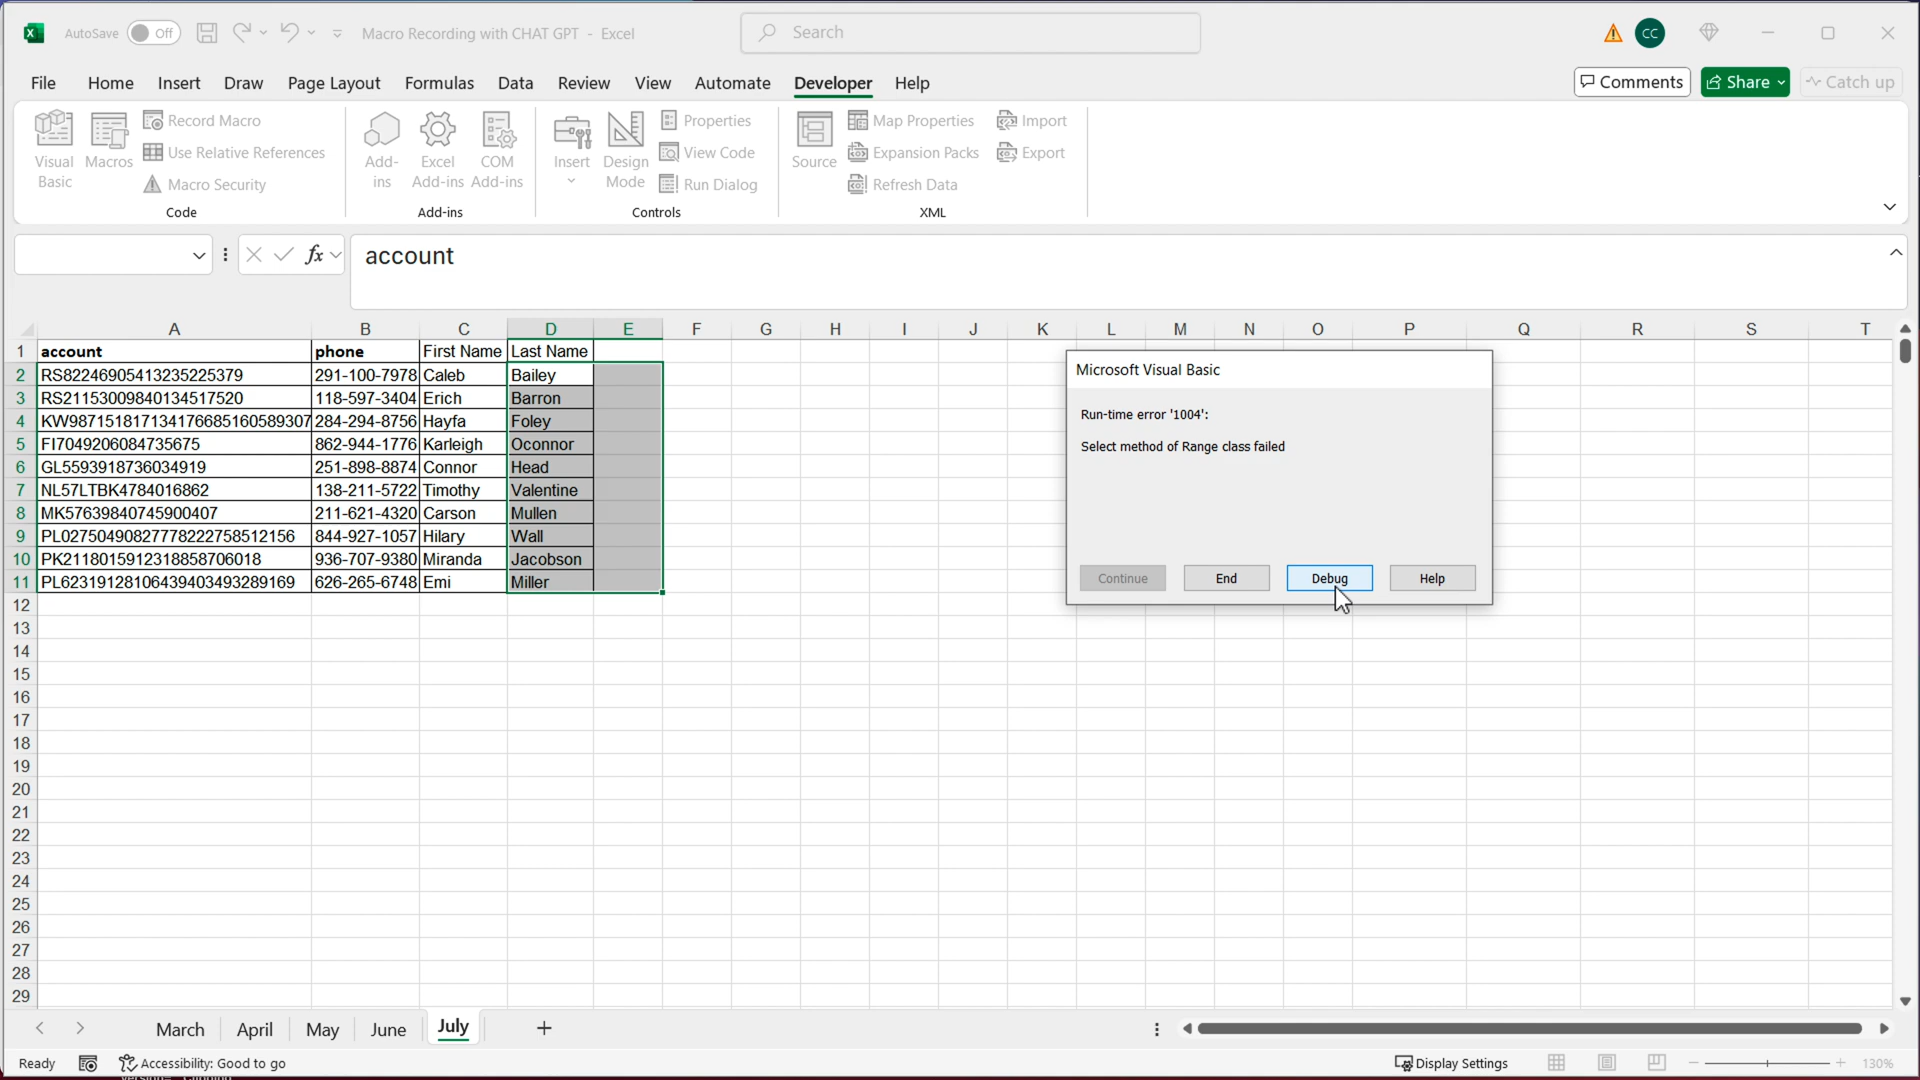 AutoSave Off Macro Recording with CHAT GPT - Excel Search CC
File Home Insert Draw Page Layout Formulas Data Review View Automate Developer Help Comments Share Catch up
Visual Basic
Macros
Record Macro
Use Relative References
Macro Security
Code
Add-ins
Excel Add-ins
COM Add-ins
Add-ins
Insert
Design Mode
Properties
View Code
Run Dialog
Controls
Source
Map Properties
Expansion Packs
Refresh Data
Import
Export
XML
fx account
A B C D E F G H I J K L M N O P Q R S T
1 account phone First Name Last Name
2 RS82246905413235225379 291-100-7978 Caleb Bailey
3 RS21153009840134517520 118-597-3404 Erich Barron
4 KW987151817134176685160589307 284-294-8756 Hayfa Foley
5 FI7049206084735675 862-944-1776 Karleigh Oconnor
6 GL5593918736034919 251-898-8874 Connor Head
7 NL57LTBK4784016862 138-211-5722 Timothy Valentine
8 MK57639840745900407 211-621-4320 Carson Mullen
9 PL02750490827778222758512156 844-927-1057 Hilary Wall
10 PK2118015912318858706018 936-707-9380 Miranda Jacobson
11 PL62319128106439403493289169 626-265-6748 Emi Miller
12
13
14
15
16
17
18
19
20
21
22
23
24
25
26
27
28
29
Microsoft Visual Basic
Run-time error '1004':
Select method of Range class failed
Continue End Debug Help
March April May June July
Ready Accessibility: Good to go Display Settings 130%